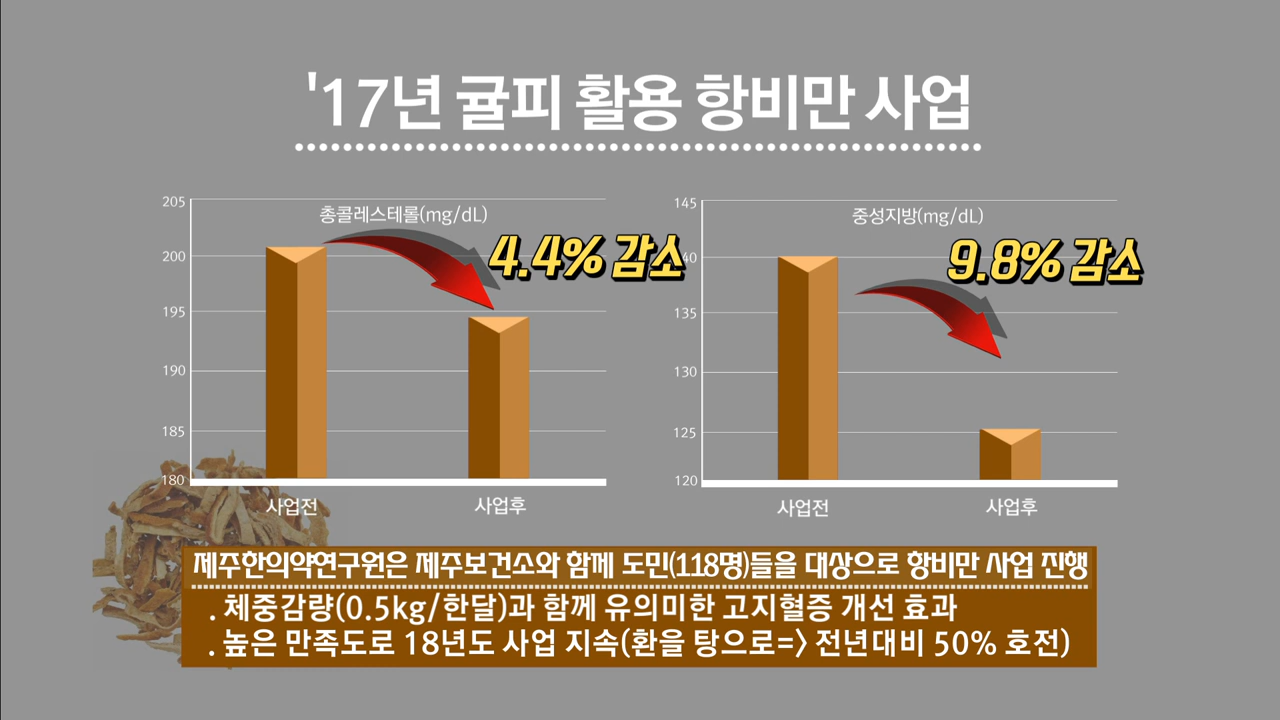 '17년 귤피 활용 항비만 사업
총콜레스테롤(mg/dL)
205
200
195
190
185
180
4.4% 감소
사업전 사업후
중성지방(mg/dL)
145
40
135
130
125
120
9.8% 감소
사업전 사업후
제주한의약연구원은 제주보건소와 함께 도민(118명)들을 대상으로 항비만 사업 진행
. 체중감량(0.5kg/한달)과 함께 유의미한 고지혈증 개선 효과
. 높은 만족도로 18년도 사업 지속(환을 탕으로=> 전년대비 50% 호전)